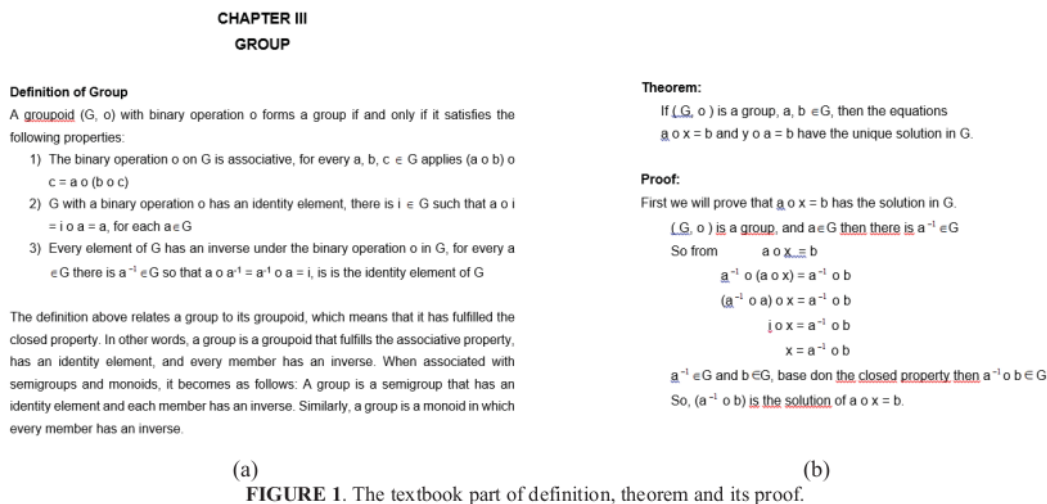 CHAPTER III
GROUP
Definition of Group
A groupoid (G, o) with binary operation o forms a group if and only if it satisfies the
following properties:
1) The binary operation o on G is associative, for every a, b, c ∈ G applies (a o b) o
c = a o (b o c)
2) G with a binary operation o has an identity element, there is i ∈ G such that a o i
= i o a = a, for each a∈G
3) Every element of G has an inverse under the binary operation o in G, for every a
∈G there is a⁻¹ ∈G so that a o a⁻¹ = a⁻¹ o a = i, is is the identity element of G
The definition above relates a group to its groupoid, which means that it has fulfilled the
closed property. In other words, a group is a groupoid that fulfills the associative property,
has an identity element, and every member has an inverse. When associated with
semigroups and monoids, it becomes as follows: A group is a semigroup that has an
identity element and each member has an inverse. Similarly, a group is a monoid in which
every member has an inverse.
(a)
Theorem:
If ( G, o ) is a group, a, b ∈G, then the equations
a o x = b and y o a = b have the unique solution in G.
Proof:
First we will prove that a o x = b has the solution in G.
( G, o ) is a group, and a∈G then there is a⁻¹ ∈G
So from a o x = b
a⁻¹ o (a o x) = a⁻¹ o b
(a⁻¹ o a) o x = a⁻¹ o b
i o x = a⁻¹ o b
x = a⁻¹ o b
a⁻¹ ∈G and b ∈G, base don the closed property then a⁻¹ o b ∈ G
So, (a⁻¹ o b) is the solution of a o x = b.
(b)
FIGURE 1. The textbook part of definition, theorem and its proof.